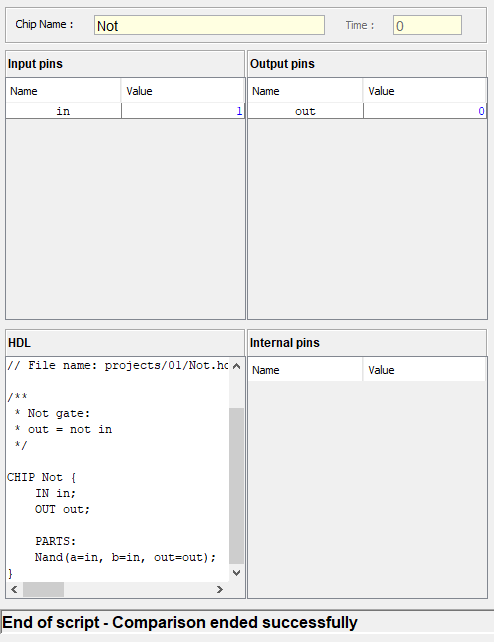 Chip Name : Not Time : 0
Input pins
Name Value
in 1
Output pins
Name Value
out 0
HDL
// File name: projects/01/Not.hd
/**
 * Not gate:
 * out = not in
 */
CHIP Not {
    IN in;
    OUT out;
    PARTS:
    Nand(a=in, b=in, out=out);
}
Internal pins
Name Value
End of script - Comparison ended successfully